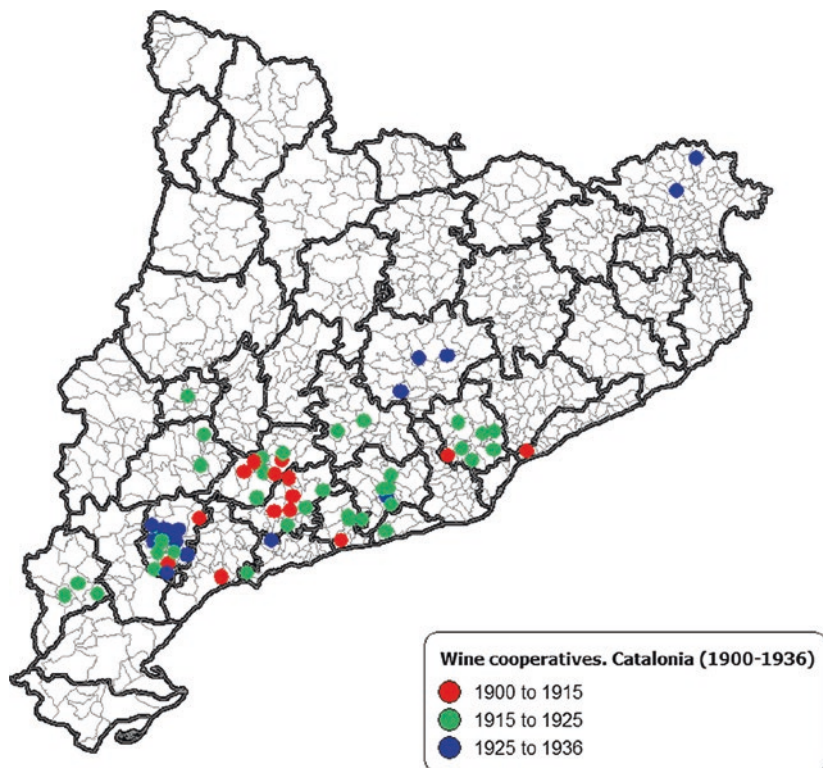 Wine cooperatives. Catalonia (1900-1936)
1900 to 1915
1915 to 1925
1925 to 1936